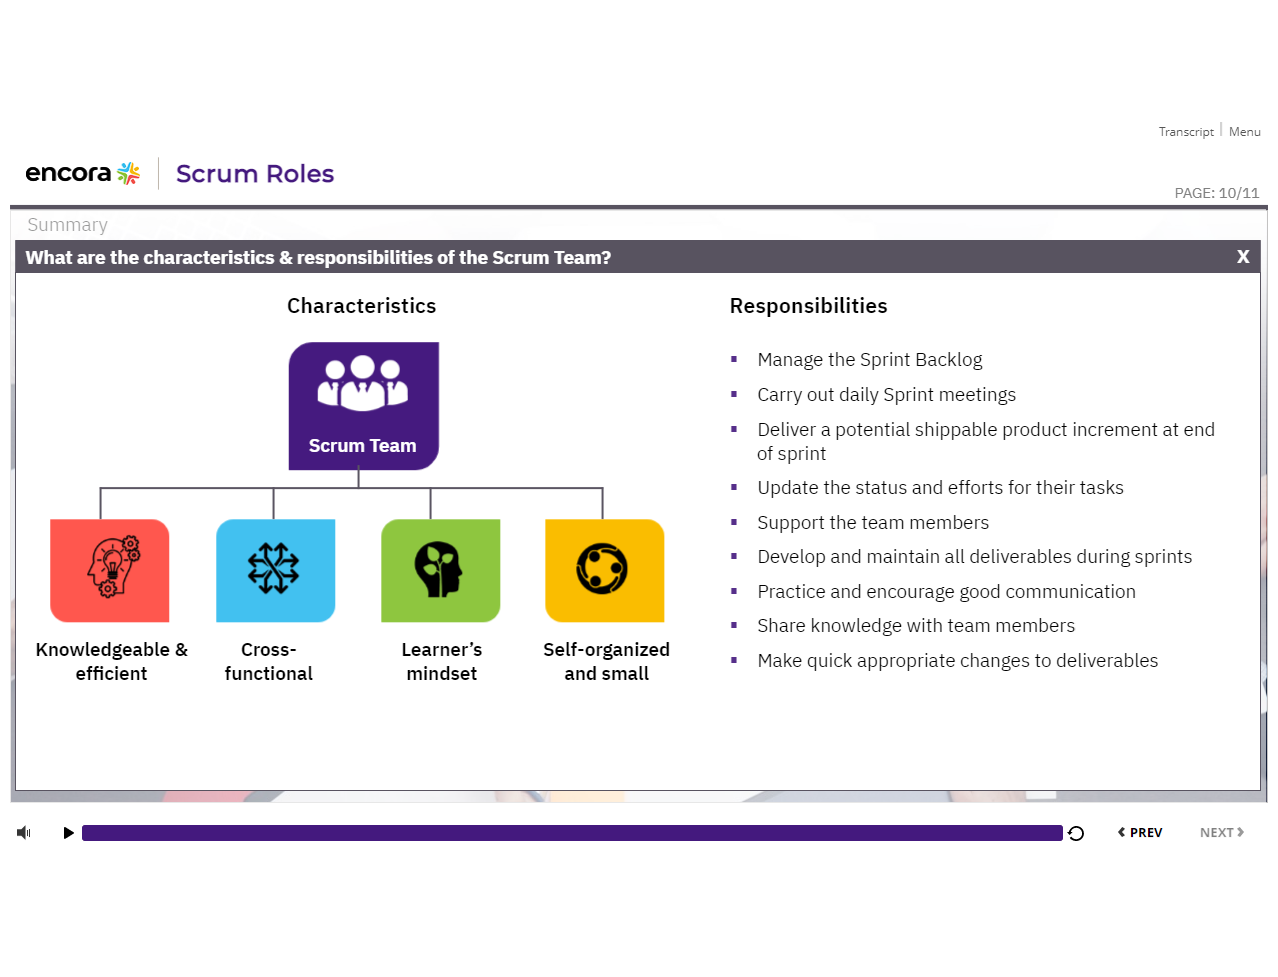 Transcript | Menu
encora | Scrum Roles
PAGE: 10/11
Summary
What are the characteristics & responsibilities of the Scrum Team? X
Characteristics
Scrum Team
Knowledgeable &
efficient
Cross-
functional
Learner's
mindset
Self-organized
and small
Responsibilities
▪ Manage the Sprint Backlog
▪ Carry out daily Sprint meetings
▪ Deliver a potential shippable product increment at end
of sprint
▪ Update the status and efforts for their tasks
▪ Support the team members
▪ Develop and maintain all deliverables during sprints
▪ Practice and encourage good communication
▪ Share knowledge with team members
▪ Make quick appropriate changes to deliverables
PREV NEXT